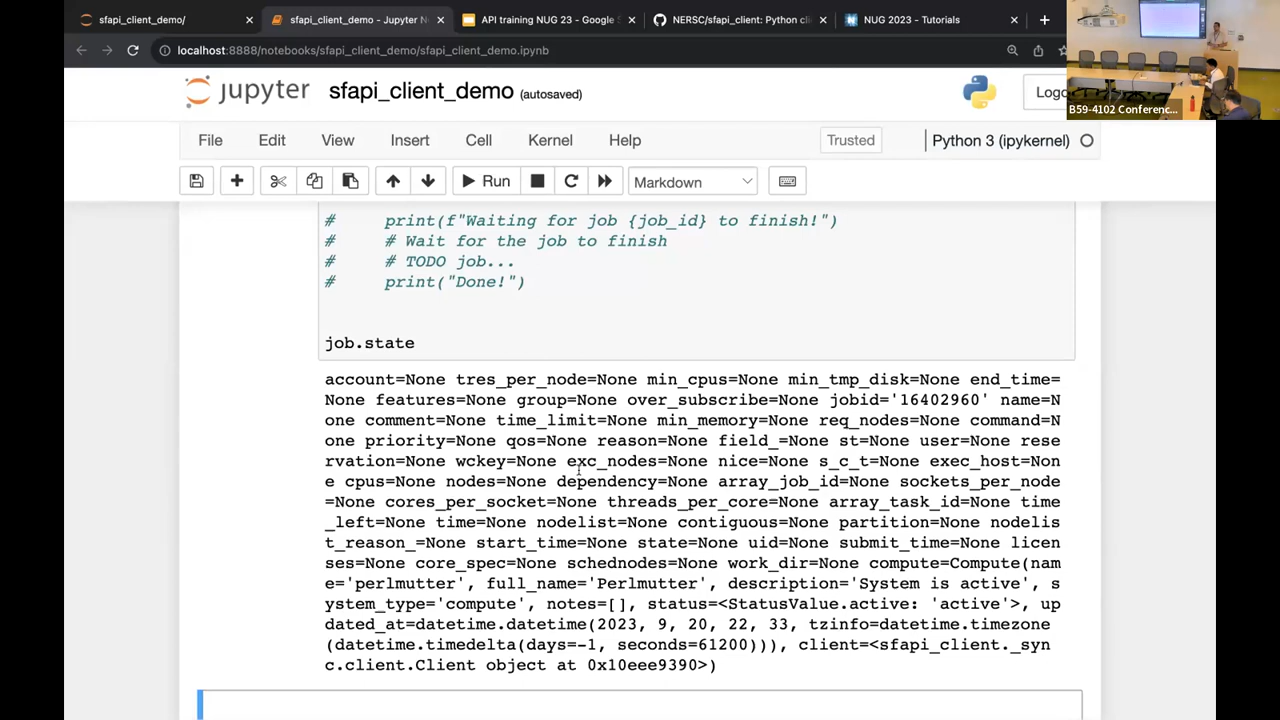 sfapi_client_demo/
sfapi_client_demo - Jupyter N
API training NUG 23 - Google S
NERSC/sfapi_client: Python cli
NUG 2023 - Tutorials
localhost:8888/notebooks/sfapi_client_demo/sfapi_client_demo.ipynb
B59-4102 Conferenc...
jupyter sfapi_client_demo (autosaved)
Logo
File Edit View Insert Cell Kernel Help
Trusted
Python 3 (ipykernel)
Run
Markdown
#     print(f"Waiting for job {job_id} to finish!")
#     # Wait for the job to finish
#     # TODO job...
#     print("Done!")
job.state
account=None tres_per_node=None min_cpus=None min_tmp_disk=None end_time=
None features=None group=None over_subscribe=None jobid='16402960' name=N
one comment=None time_limit=None min_memory=None req_nodes=None command=N
one priority=None qos=None reason=None field_=None st=None user=None rese
rvation=None wckey=None exc_nodes=None nice=None s_c_t=None exec_host=Non
e cpus=None nodes=None dependency=None array_job_id=None sockets_per_node
=None cores_per_socket=None threads_per_core=None array_task_id=None time
_left=None time=None nodelist=None contiguous=None partition=None nodelis
t_reason_=None start_time=None state=None uid=None submit_time=None licen
ses=None core_spec=None schednodes=None work_dir=None compute=Compute(nam
e='perlmutter', full_name='Perlmutter', description='System is active', s
ystem_type='compute', notes=[], status=<StatusValue.active: 'active'>, up
dated_at=datetime.datetime(2023, 9, 20, 22, 33, tzinfo=datetime.timezone
(datetime.timedelta(days=-1, seconds=61200))), client=<sfapi_client._syn
c.client.Client object at 0x10eee9390>)